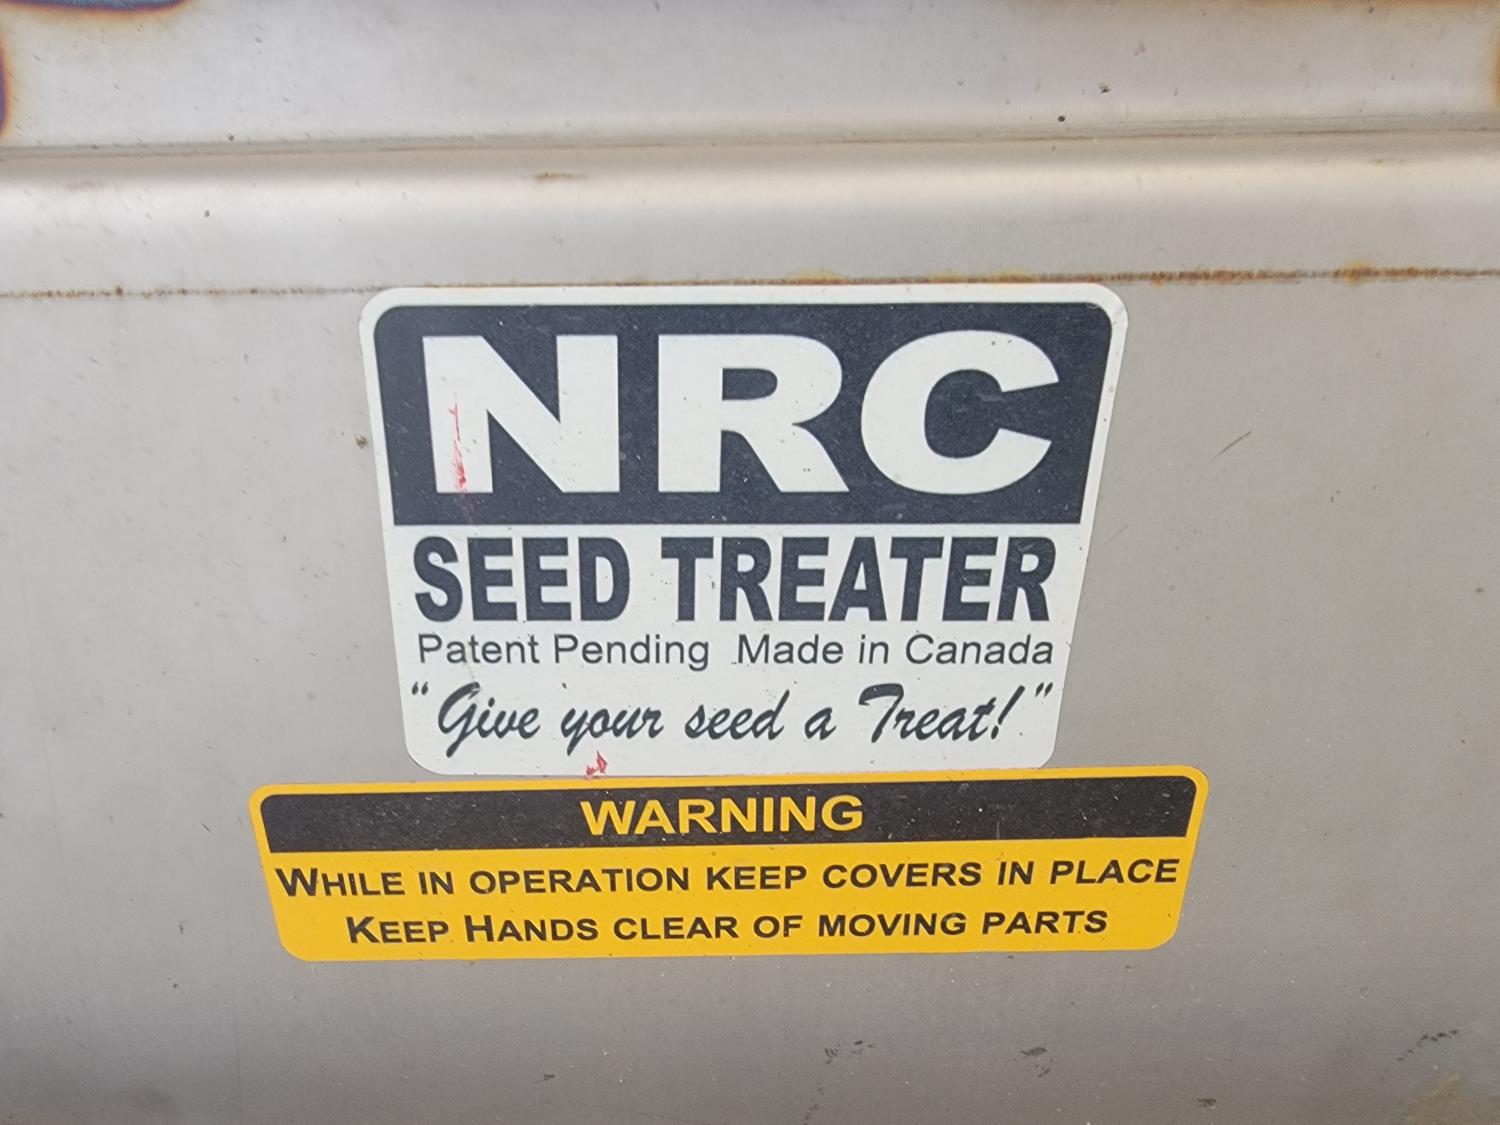 NRC
SEED TREATER
Patent Pending Made in Canada
"Give your seed a Treat!"
WARNING
WHILE IN OPERATION KEEP COVERS IN PLACE
KEEP HANDS CLEAR OF MOVING PARTS